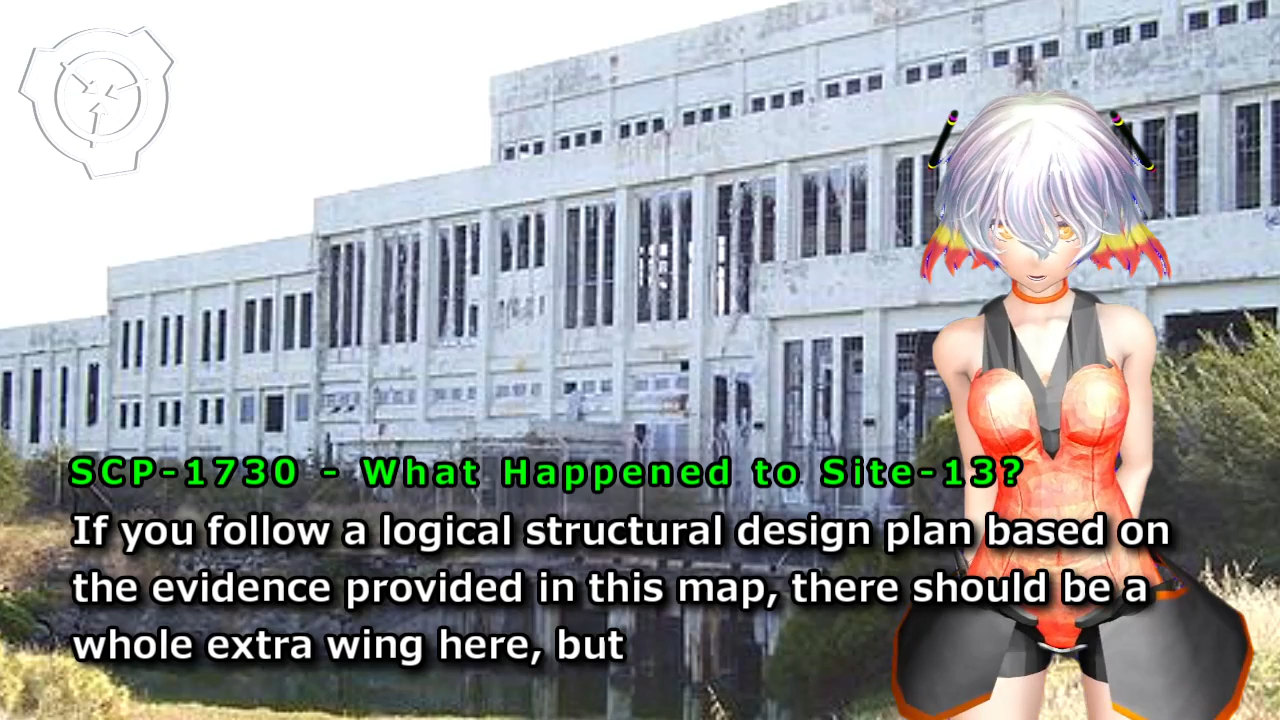 SCP-1730 - What Happened to Site-13?
If you follow a logical structural design plan based on
the evidence provided in this map, there should be a
whole extra wing here, but